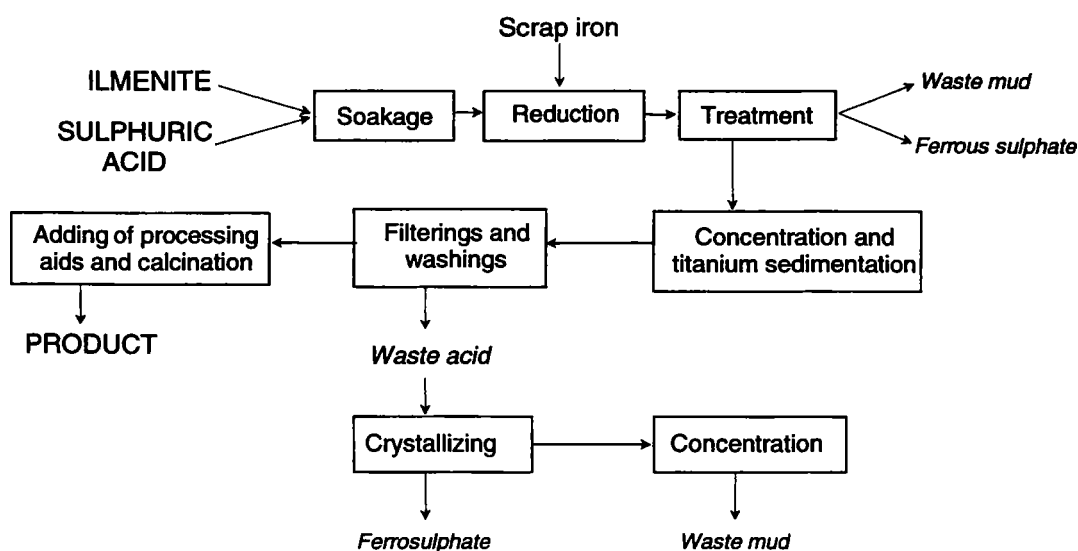 Scrap iron
ILMENITE
SULPHURIC
ACID
Soakage
Reduction
Treatment
Waste mud
Ferrous sulphate
Adding of processing
aids and calcination
Filterings and
washings
Concentration and
titanium sedimentation
PRODUCT
Waste acid
Crystallizing
Concentration
Ferrosulphate
Waste mud